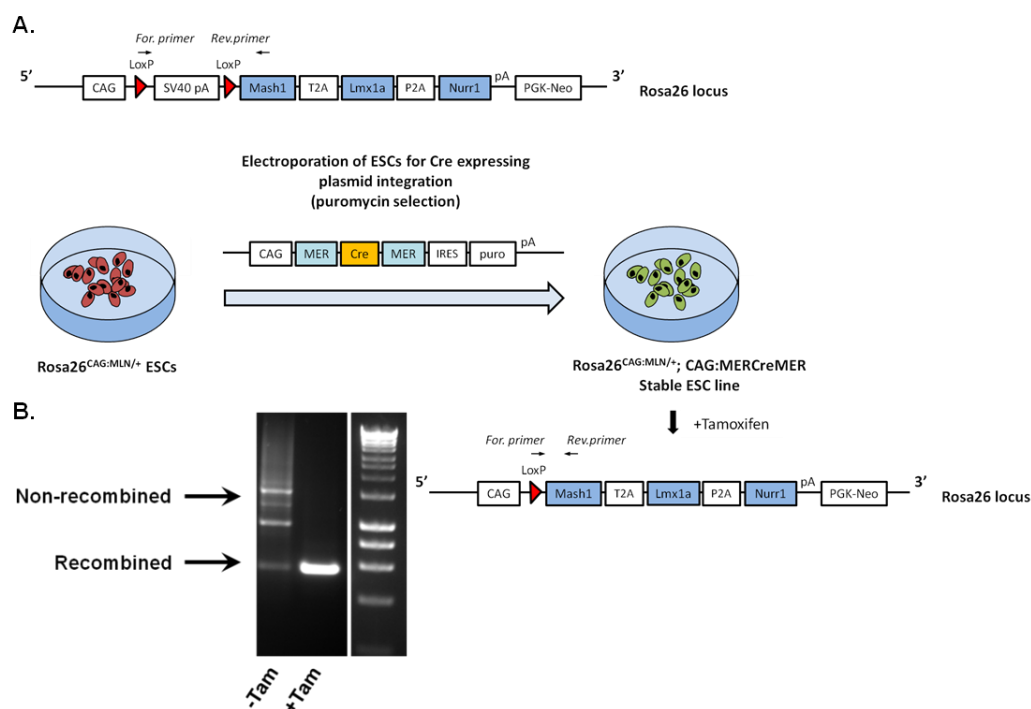 A.
For. primer
Rev.primer
LoxP
LoxP
5’
CAG
SV40 pA
Mash1
T2A
Lmx1a
P2A
Nurr1
pA
PGK-Neo
3’
Rosa26 locus
Electroporation of ESCs for Cre expressing
plasmid integration
(puromycin selection)
CAG
MER
Cre
MER
IRES
puro
pA
Rosa26CAG:MLN/+ ESCs
Rosa26CAG:MLN/+; CAG:MERCreMER
Stable ESC line
+Tamoxifen
B.
Non-recombined
Recombined
-Tam
+Tam
For. primer
Rev.primer
LoxP
5’
CAG
Mash1
T2A
Lmx1a
P2A
Nurr1
pA
PGK-Neo
3’
Rosa26 locus